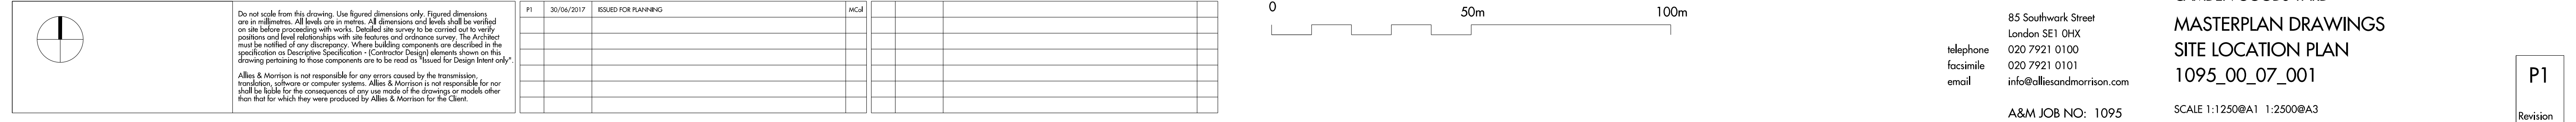 Do not scale from this drawing. Use figured dimensions only. Figured dimensions
are in millimetres. All levels are in metres. All dimensions and levels shall be verified
on site before proceeding with works. Detailed site survey to be carried out to verify
positions and level relationships with site features and ordnance survey. The Architect
must be notified of any discrepancy. Where building components are described in the
specification as Descriptive Specification - (Contractor Design) elements shown on this
drawing pertaining to those components are to be read as "Issued for Design Intent only".
Allies & Morrison is not responsible for any errors caused by the transmission,
translation, software or computer systems. Allies & Morrison is not responsible for nor
shall be liable for the consequences of any use made of the drawings or models other
than that for which they were produced by Allies & Morrison for the Client.
P1 30/06/2017 ISSUED FOR PLANNING MColl
0 50m 100m
85 Southwark Street
London SE1 0HX
telephone 020 7921 0100
facsimile 020 7921 0101
email info@alliesandmorrison.com
A&M JOB NO: 1095
MASTERPLAN DRAWINGS
SITE LOCATION PLAN
1095_00_07_001
SCALE 1:1250@A1 1:2500@A3
P1
Revision